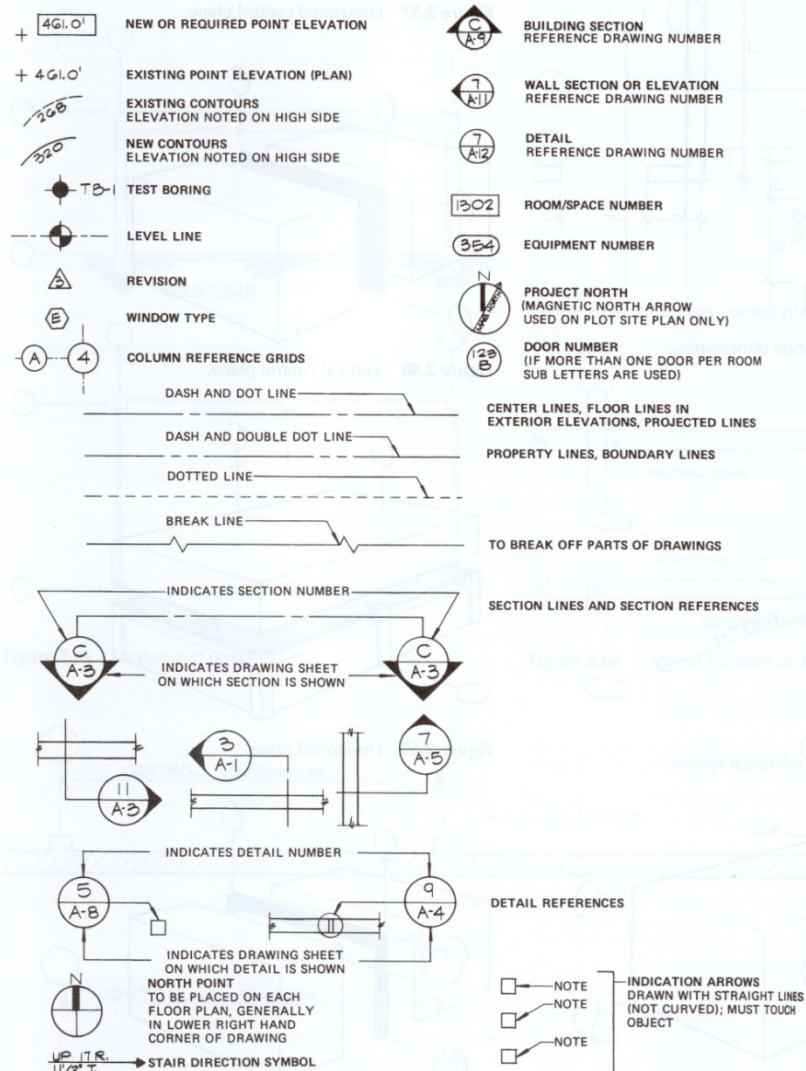 461.0' NEW OR REQUIRED POINT ELEVATION
+ 461.0' EXISTING POINT ELEVATION (PLAN)
268 EXISTING CONTOURS
ELEVATION NOTED ON HIGH SIDE
320 NEW CONTOURS
ELEVATION NOTED ON HIGH SIDE
TB-1 TEST BORING
LEVEL LINE
3 REVISION
E WINDOW TYPE
A 4 COLUMN REFERENCE GRIDS
C
A-9
BUILDING SECTION
REFERENCE DRAWING NUMBER
7
A-11
WALL SECTION OR ELEVATION
REFERENCE DRAWING NUMBER
7
A-12
DETAIL
REFERENCE DRAWING NUMBER
1302 ROOM/SPACE NUMBER
354 EQUIPMENT NUMBER
N
PROJECT NORTH
(MAGNETIC NORTH ARROW
USED ON PLOT SITE PLAN ONLY)
123
B
DOOR NUMBER
(IF MORE THAN ONE DOOR PER ROOM
SUB LETTERS ARE USED)
DASH AND DOT LINE
CENTER LINES, FLOOR LINES IN
EXTERIOR ELEVATIONS, PROJECTED LINES
DASH AND DOUBLE DOT LINE
PROPERTY LINES, BOUNDARY LINES
DOTTED LINE
BREAK LINE
TO BREAK OFF PARTS OF DRAWINGS
INDICATES SECTION NUMBER
SECTION LINES AND SECTION REFERENCES
C C
A-3 A-3
INDICATES DRAWING SHEET
ON WHICH SECTION IS SHOWN
11
A-3
3
A-1
7
A-5
INDICATES DETAIL NUMBER
5
A-8
9
A-4
DETAIL REFERENCES
INDICATES DRAWING SHEET
ON WHICH DETAIL IS SHOWN
N
NORTH POINT
TO BE PLACED ON EACH
FLOOR PLAN, GENERALLY
IN LOWER RIGHT HAND
CORNER OF DRAWING
NOTE
NOTE
NOTE
INDICATION ARROWS
DRAWN WITH STRAIGHT LINES
(NOT CURVED); MUST TOUCH
OBJECT
UP 17 R.
STAIR DIRECTION SYMBOL